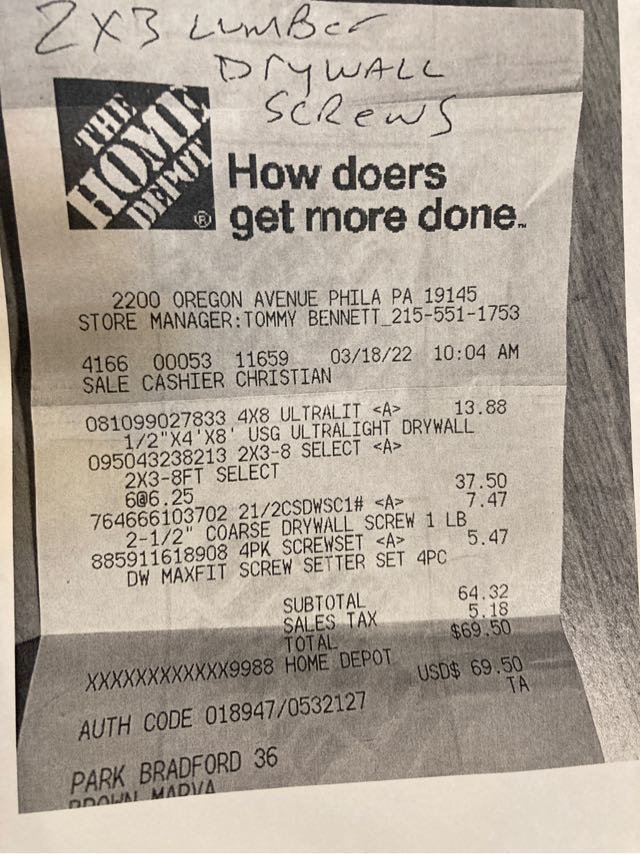 2X3 LUMBer
DryWALL
SCReWS
THE
HOME
DEPOT
®
How doers
get more done™
2200 OREGON AVENUE PHILA PA 19145
STORE MANAGER:TOMMY BENNETT 215-551-1753
4166 00053 11659 03/18/22 10:04 AM
SALE CASHIER CHRISTIAN
081099027833 4X8 ULTRALIT <A> 13.88
1/2"X4'X8' USG ULTRALIGHT DRYWALL
095043238213 2X3-8 SELECT <A>
2X3-8FT SELECT
6@6.25 37.50
764666103702 21/2CSDWSC1# <A> 7.47
2-1/2" COARSE DRYWALL SCREW 1 LB
885911618908 4PK SCREWSET <A> 5.47
DW MAXFIT SCREW SETTER SET 4PC
SUBTOTAL 64.32
SALES TAX 5.18
TOTAL $69.50
XXXXXXXXXXXX9988 HOME DEPOT
USD$ 69.50
AUTH CODE 018947/0532127 TA
PARK BRADFORD 36
BROWN MARVA